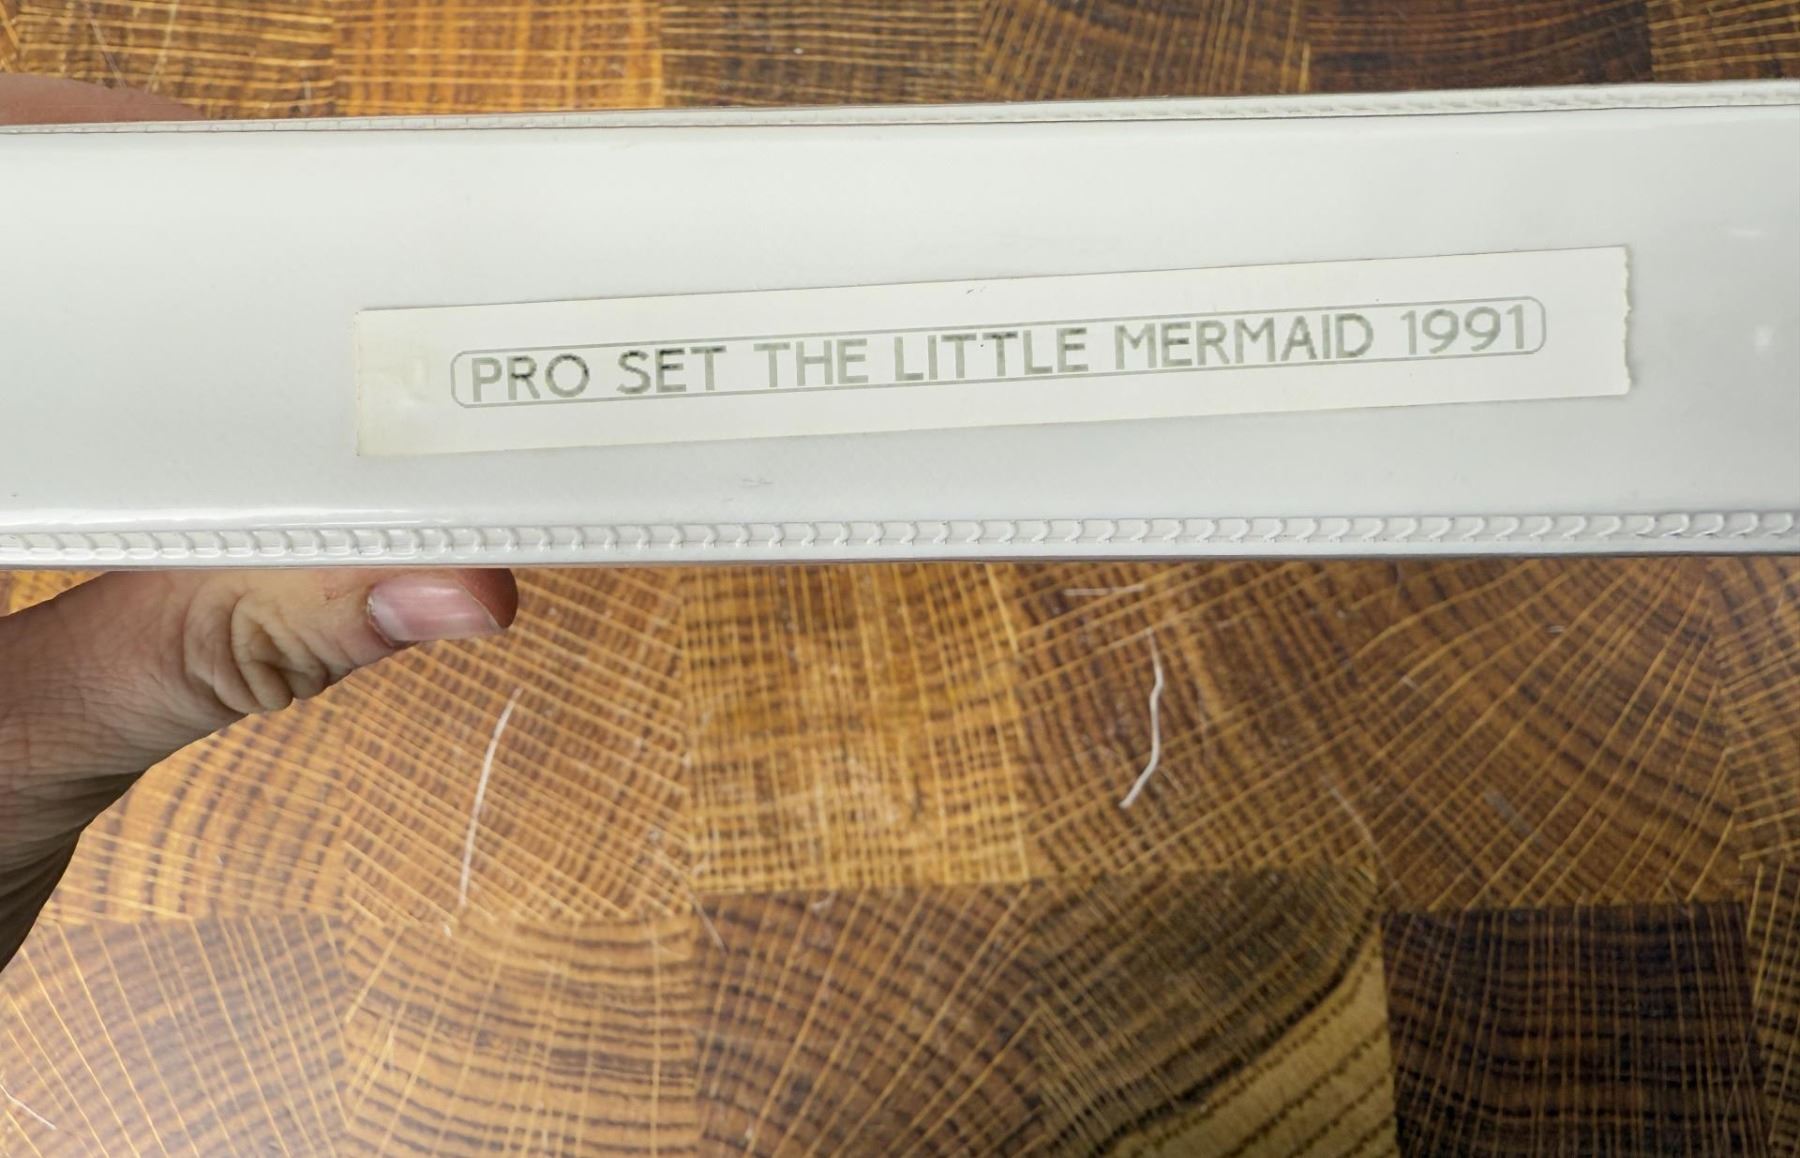 PRO SET THE LITTLE MERMAID 1991